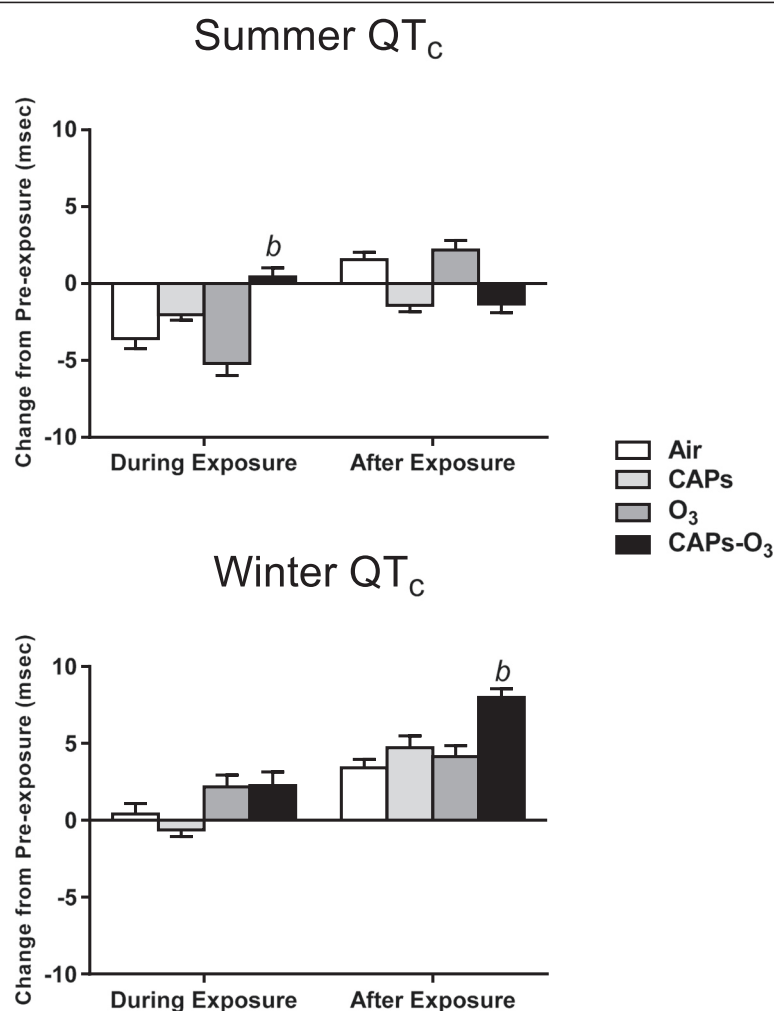 Summer QTc
Change from Pre-exposure (msec)
10
5
0
-5
-10
b
During Exposure
After Exposure
Air
CAPs
O3
CAPs-O3
Winter QTc
Change from Pre-exposure (msec)
10
5
0
-5
-10
b
During Exposure
After Exposure